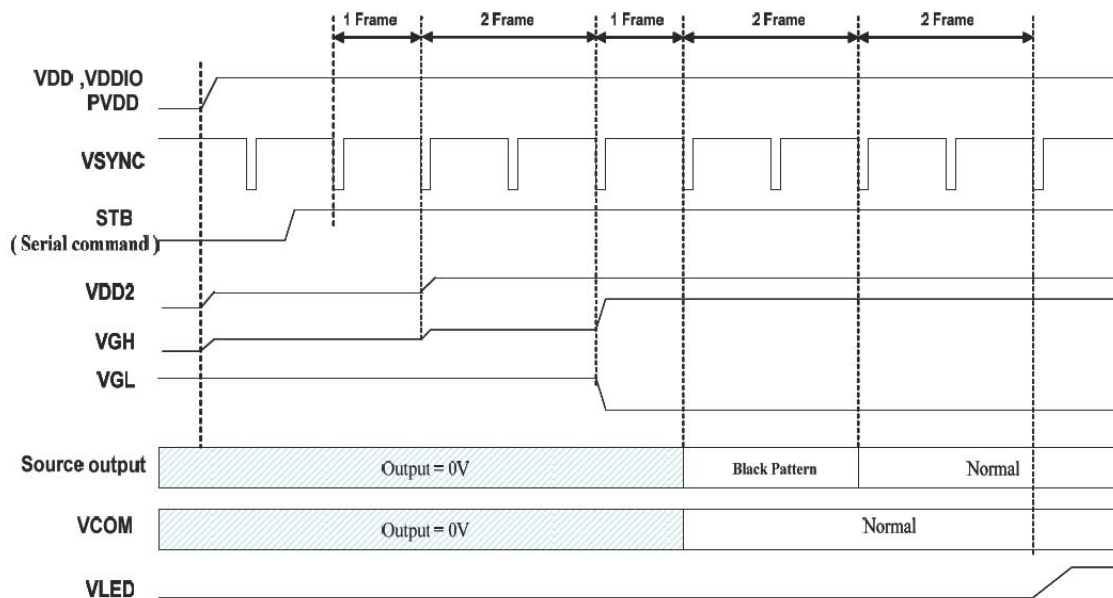 1 Frame 2 Frame 1 Frame 2 Frame 2 Frame
VDD ,VDDIO
PVDD
VSYNC
STB
( Serial command )
VDD2
VGH
VGL
Source output Output = 0V Black Pattern Normal
VCOM Output = 0V Normal
VLED